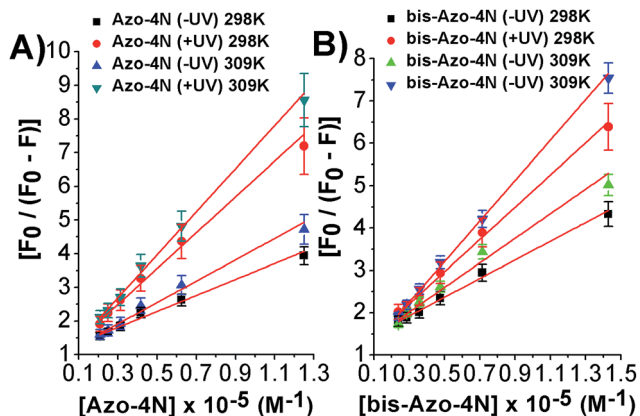 A)
Azo-4N (-UV) 298K
Azo-4N (+UV) 298K
Azo-4N (-UV) 309K
Azo-4N (+UV) 309K
[F0 / (F0 - F)]
10
9
8
7
6
5
4
3
2
1
0.1 0.3 0.5 0.7 0.9 1.1 1.3
[Azo-4N] x 10-5 (M-1)
B)
bis-Azo-4N (-UV) 298K
bis-Azo-4N (+UV) 298K
bis-Azo-4N (-UV) 309K
bis-Azo-4N (+UV) 309K
[F0 / (F0 - F)]
8
7
6
5
4
3
2
1
0.1 0.3 0.5 0.7 0.9 1.1 1.3 1.5
[bis-Azo-4N] x 10-5 (M-1)